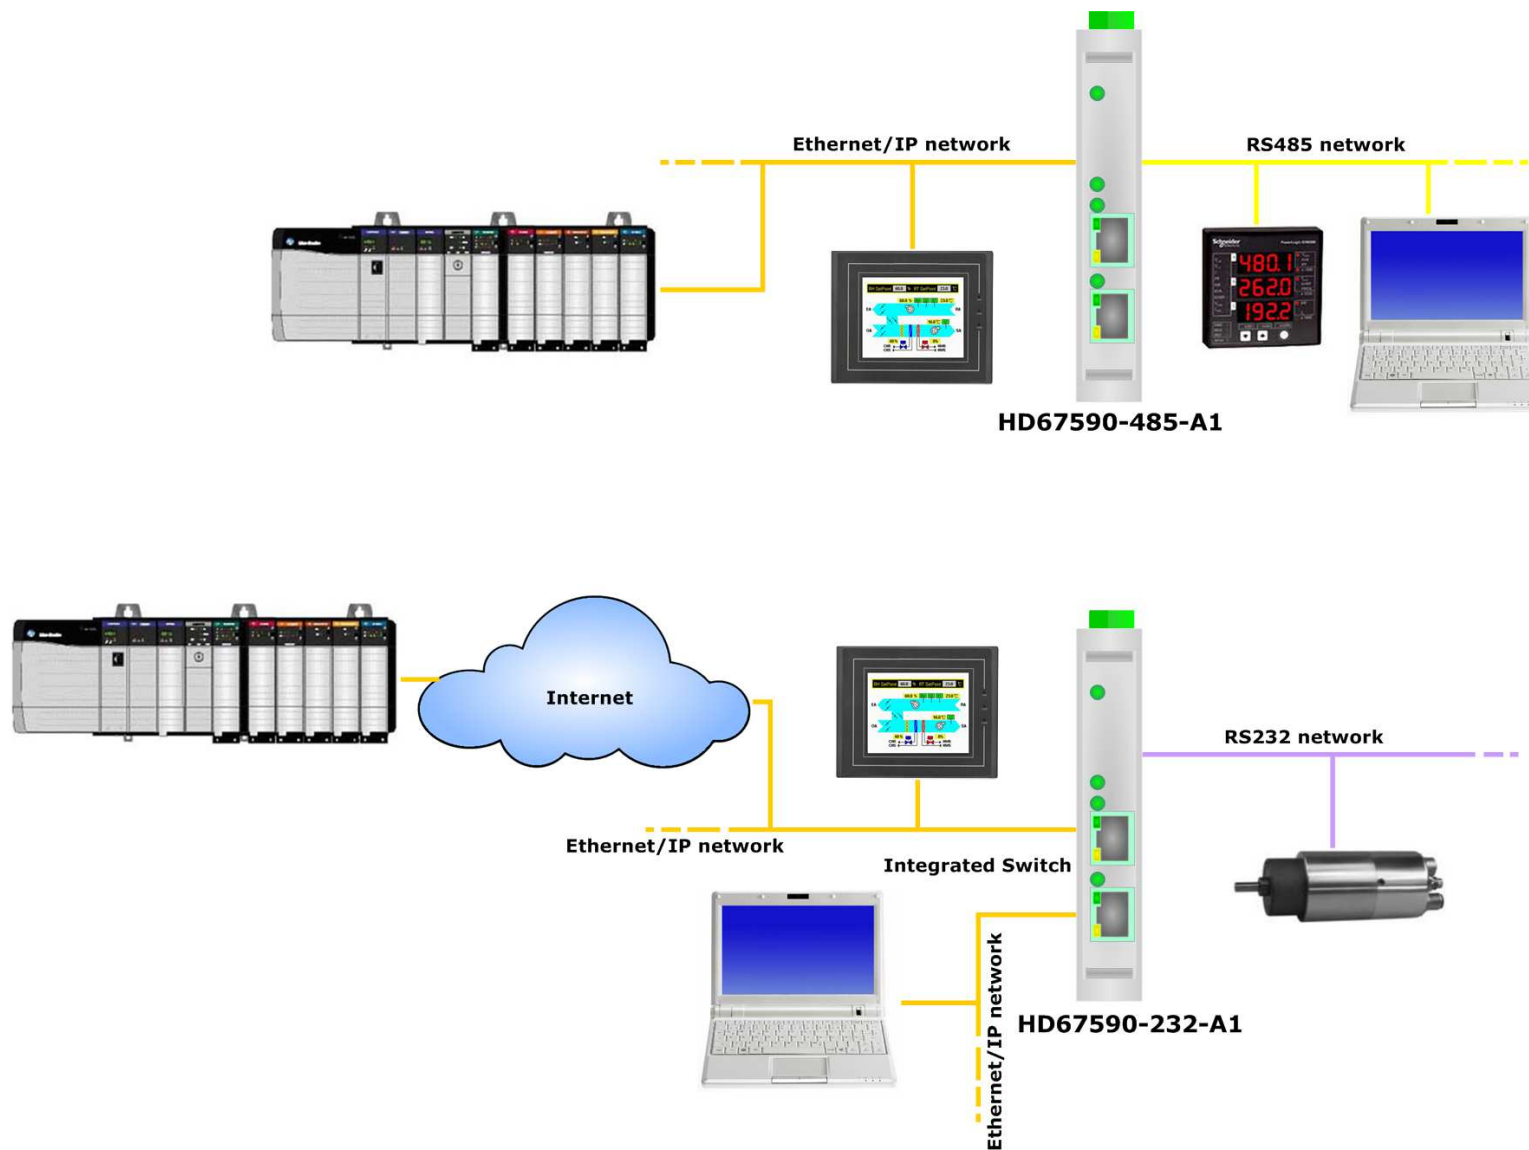 Ethernet/IP network
RS485 network
Schneider
480.1
262.0
192.2
HD67590-485-A1
Internet
RS232 network
Ethernet/IP network
Integrated Switch
Ethernet/IP network
HD67590-232-A1